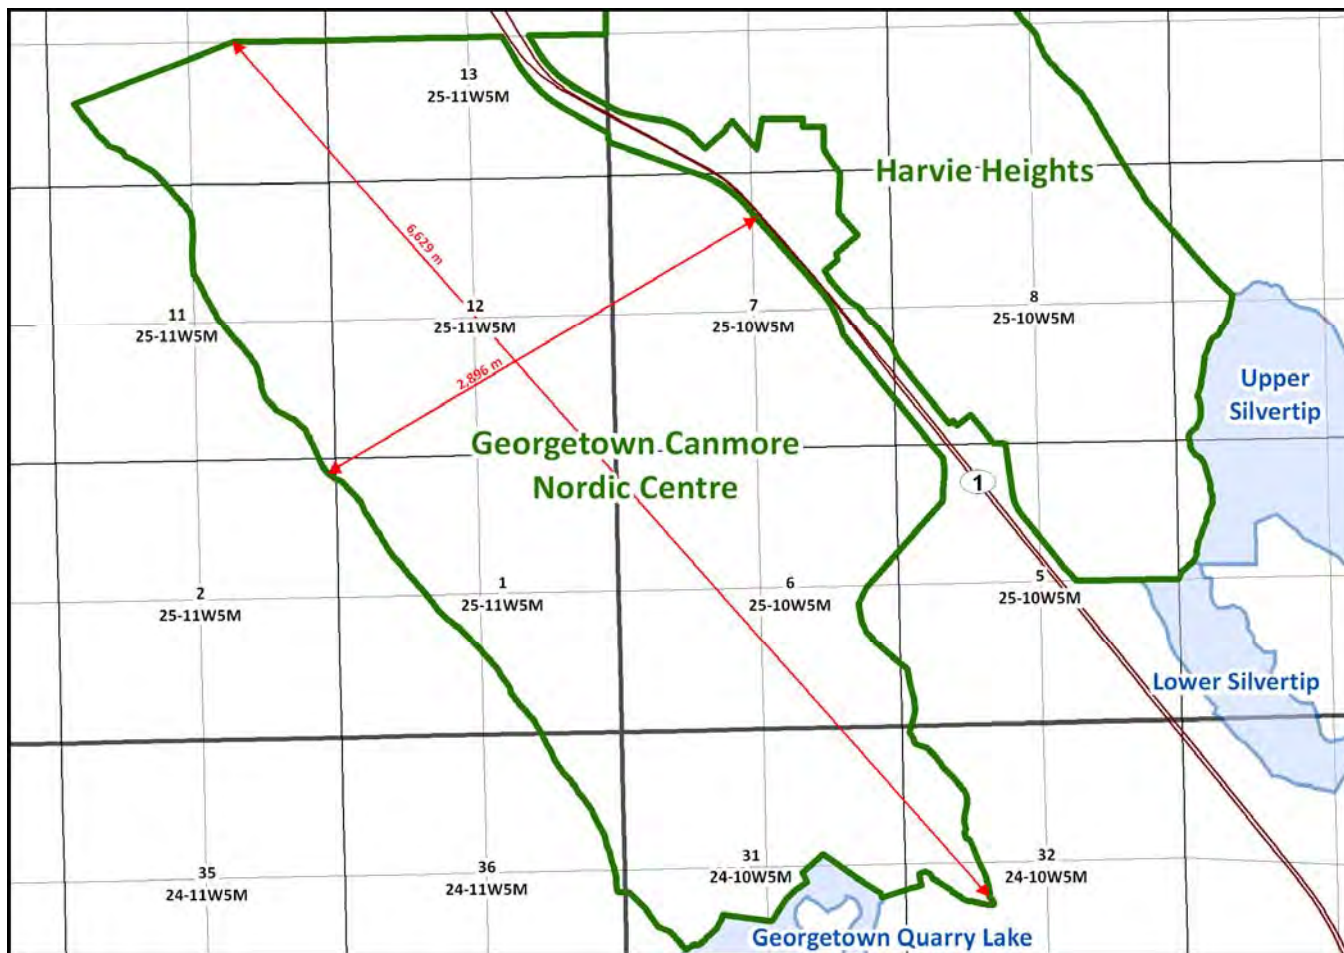 13
25-11W5M
Harvie Heights
6,629 m
11
25-11W5M
12
25-11W5M
7
25-10W5M
8
25-10W5M
2,896 m
Upper
Silvertip
Georgetown Canmore
Nordic Centre
1
2
25-11W5M
1
25-11W5M
6
25-10W5M
5
25-10W5M
Lower Silvertip
35
24-11W5M
36
24-11W5M
31
24-10W5M
32
24-10W5M
Georgetown Quarry Lake